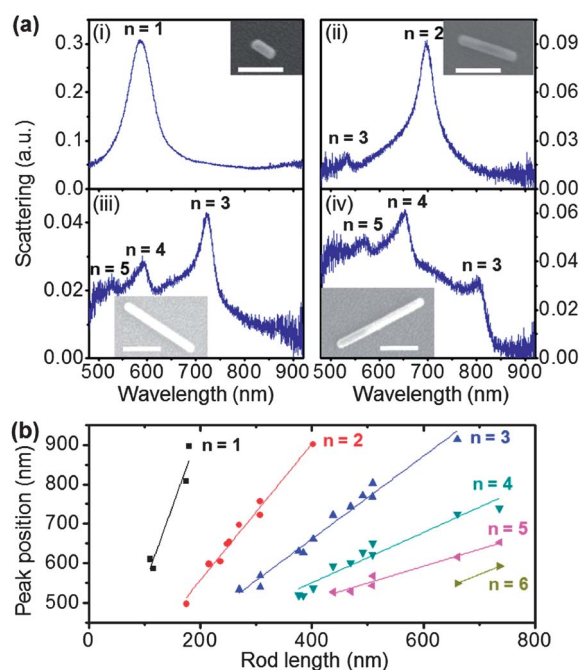 (a)
(i)
n = 1
0.3
0.2
0.1
0.0
(ii)
n = 2
n = 3
0.09
0.06
0.03
0.00
Scattering (a.u.)
(iii)
n = 3
n = 4
n = 5
0.04
0.02
0.00
(iv)
n = 4
n = 5
n = 3
0.06
0.04
0.02
0.00
500 600 700 800 900
500 600 700 800 900
Wavelength (nm)
Wavelength (nm)
(b)
Peak position (nm)
900
800
700
600
500
n = 1
n = 2
n = 3
n = 4
n = 5
n = 6
0 200 400 600 800
Rod length (nm)